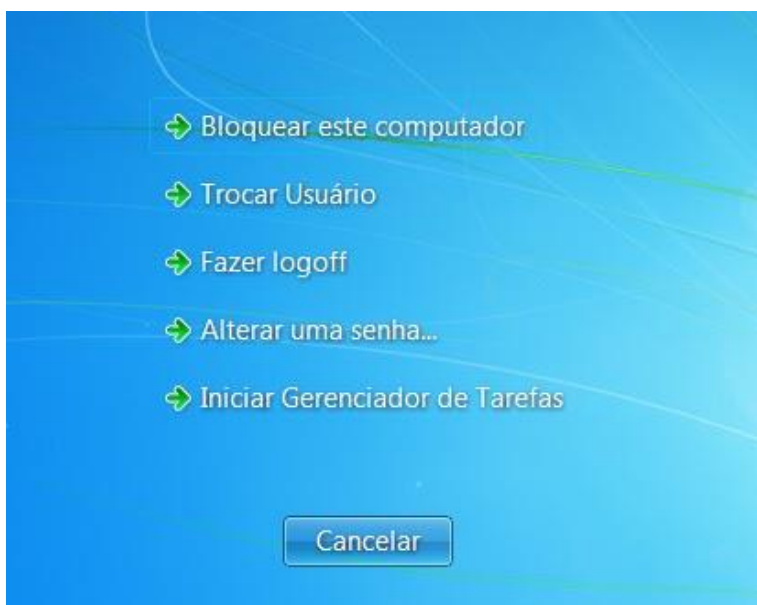 Bloquear este computador
Trocar Usuário
Fazer logoff
Alterar uma senha...
Iniciar Gerenciador de Tarefas
Cancelar